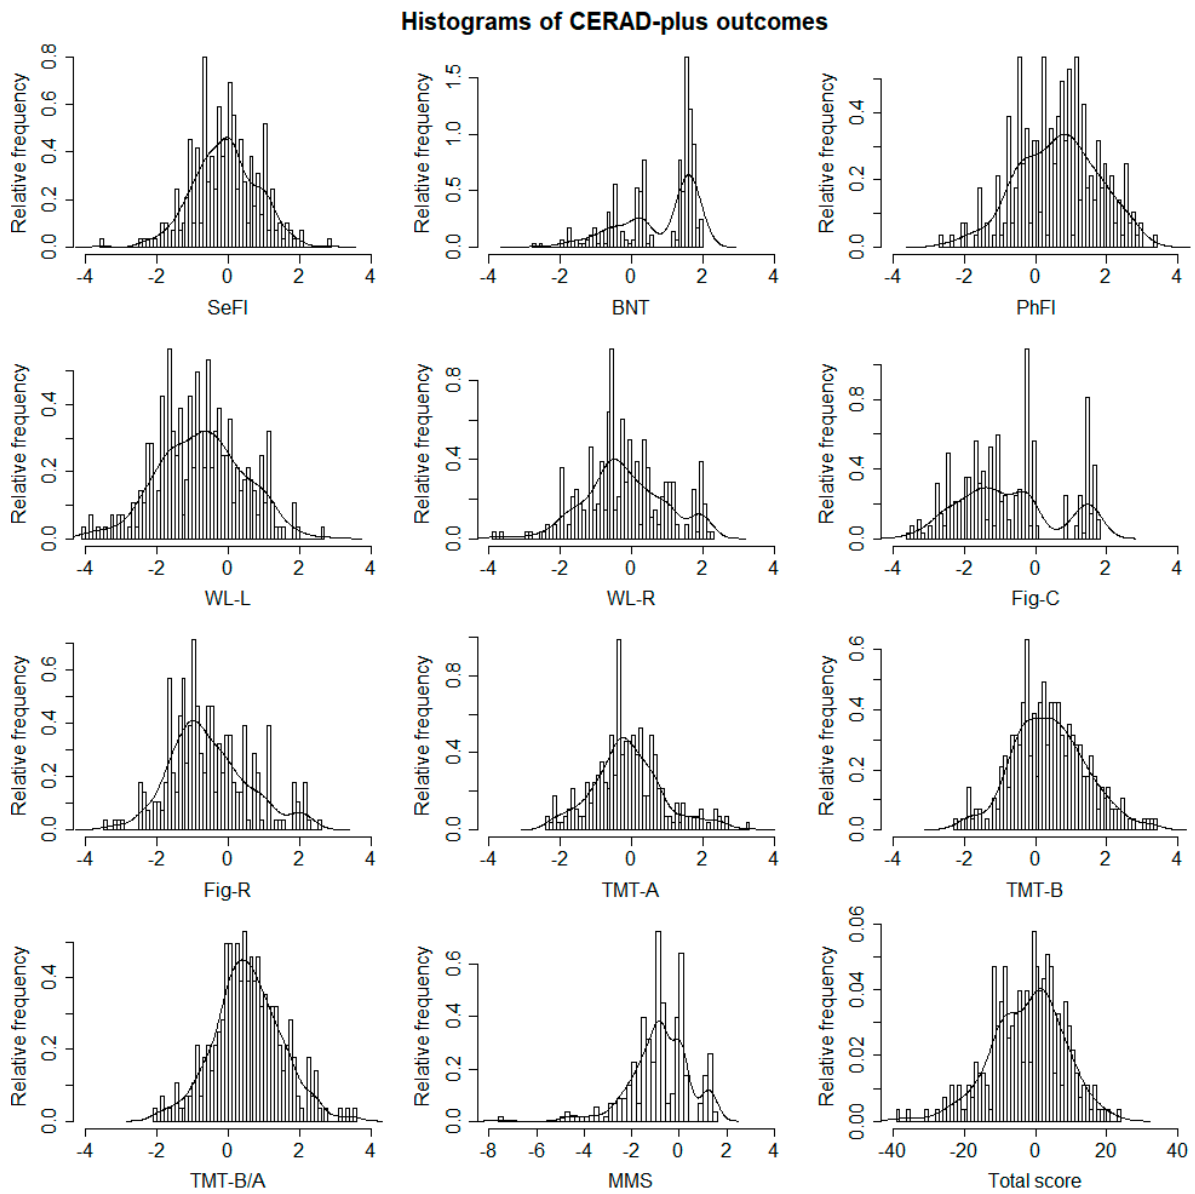 Histograms of CERAD-plus outcomes
Relative frequency
0.0 0.2 0.4 0.6 0.8
-4 -2 0 2 4
SeFl
Relative frequency
0.0 0.5 1.0 1.5
-4 -2 0 2 4
BNT
Relative frequency
0.0 0.2 0.4
-4 -2 0 2 4
PhFl
Relative frequency
0.0 0.2 0.4
-4 -2 0 2 4
WL-L
Relative frequency
0.0 0.4 0.8
-4 -2 0 2 4
WL-R
Relative frequency
0.0 0.4 0.8
-4 -2 0 2 4
Fig-C
Relative frequency
0.0 0.2 0.4 0.6
-4 -2 0 2 4
Fig-R
Relative frequency
0.0 0.4 0.8
-4 -2 0 2 4
TMT-A
Relative frequency
0.0 0.2 0.4 0.6
-4 -2 0 2 4
TMT-B
Relative frequency
0.0 0.2 0.4
-4 -2 0 2 4
TMT-B/A
Relative frequency
0.0 0.2 0.4 0.6
-8 -6 -4 -2 0 2 4
MMS
Relative frequency
0.00 0.02 0.04 0.06
-40 -20 0 20 40
Total score